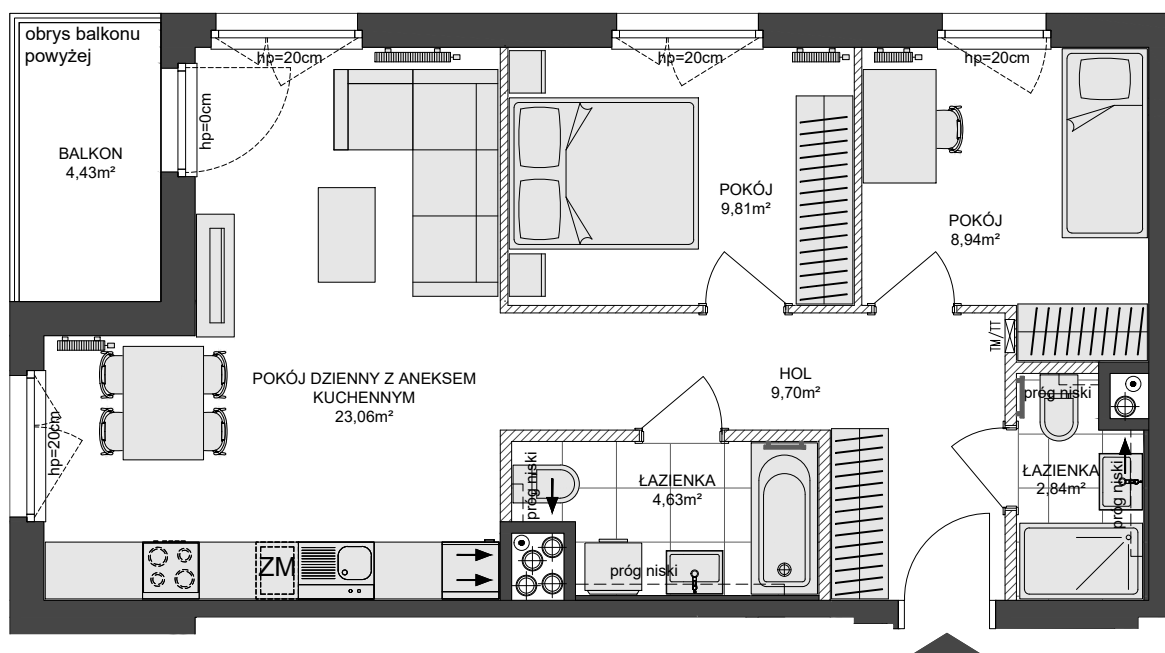 obrys balkonu
powyżej
hp=20cm
hp=20cm
hp=20cm
hp=0cm
BALKON
4,43m²
POKÓJ
9,81m²
POKÓJ
8,94m²
TM/TT
POKÓJ DZIENNY Z ANEKSEM
KUCHENNYM
23,06m²
HOL
9,70m²
próg niski
hp=20cm
ŁAZIENKA
4,63m²
próg niski
ŁAZIENKA
2,84m²
próg niski
ZM
próg niski